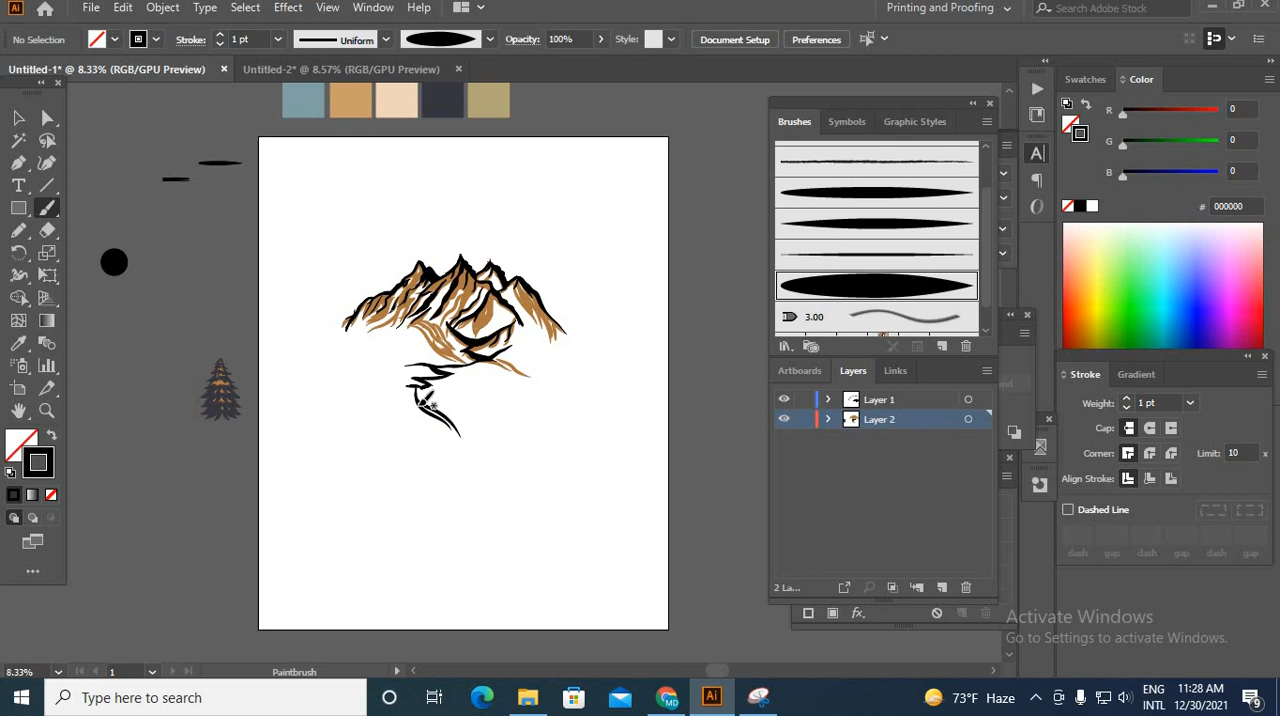 Ai File Edit Object Type Select Effect View Window Help Printing and Proofing Search Adobe Stock
No Selection Stroke: 1 pt Uniform Opacity: 100% Style: Document Setup Preferences
Untitled-1* @ 8.33% (RGB/GPU Preview) × Untitled-2* @ 8.57% (RGB/GPU Preview) ×
Brushes Symbols Graphic Styles
3.00
Artboards Layers Links
Layer 1
Layer 2
2 La...
Swatches Color
R 0
G 0
B 0
# 000000
Stroke Gradient
Weight: 1 pt
Cap:
Corner: Limit: 10 x
Align Stroke:
Dashed Line
dash gap dash gap dash gap
Activate Windows
Go to Settings to activate Windows.
8.33% 1 Paintbrush
Type here to search
MD
Ai
73°F Haze
ENG
INTL
11:28 AM
12/30/2021
9